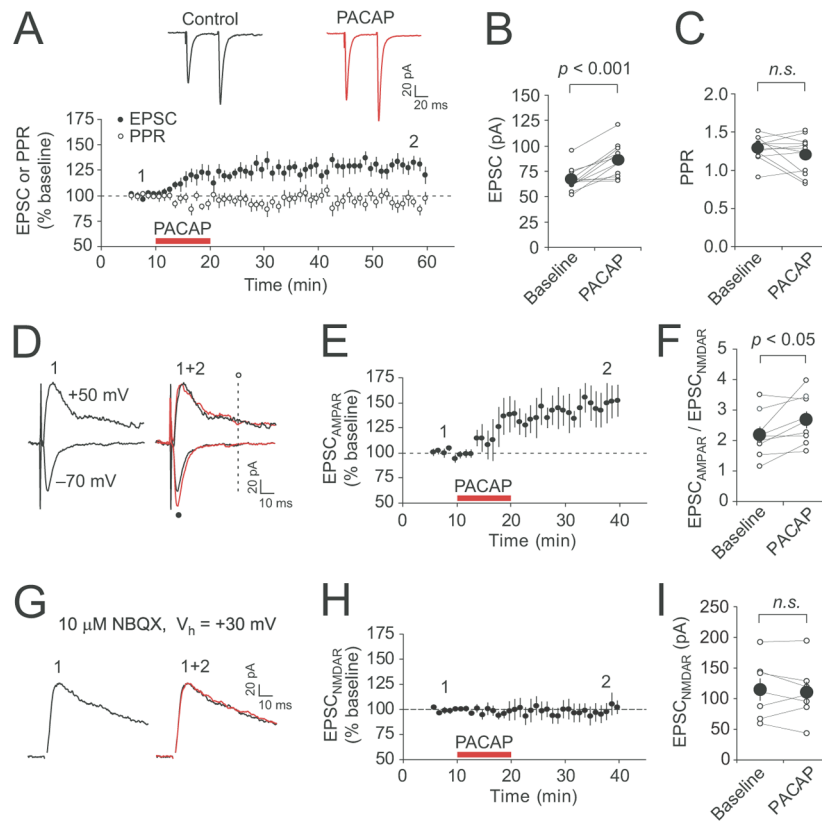 A
Control
PACAP
20 pA
20 ms
EPSC
PPR
EPSC or PPR
(% baseline)
175
150
125
100
75
50
1
2
PACAP
0 10 20 30 40 50 60
Time (min)
B
p < 0.001
EPSC (pA)
150
125
100
75
50
25
0
Baseline
PACAP
C
n.s.
PPR
2.0
1.5
1.0
0.5
0.0
Baseline
PACAP
D
1
1+2
+50 mV
–70 mV
20 pA
10 ms
E
EPSCAMPAR
(% baseline)
175
150
125
100
75
50
1
2
PACAP
0 10 20 30 40
Time (min)
F
p < 0.05
EPSCAMPAR / EPSCNMDAR
5
4
3
2
1
0
Baseline
PACAP
G
10 μM NBQX, Vh = +30 mV
1
1+2
20 pA
10 ms
H
EPSCNMDAR
(% baseline)
175
150
125
100
75
50
1
2
PACAP
0 10 20 30 40
Time (min)
I
n.s.
EPSCNMDAR (pA)
250
200
150
100
50
0
Baseline
PACAP